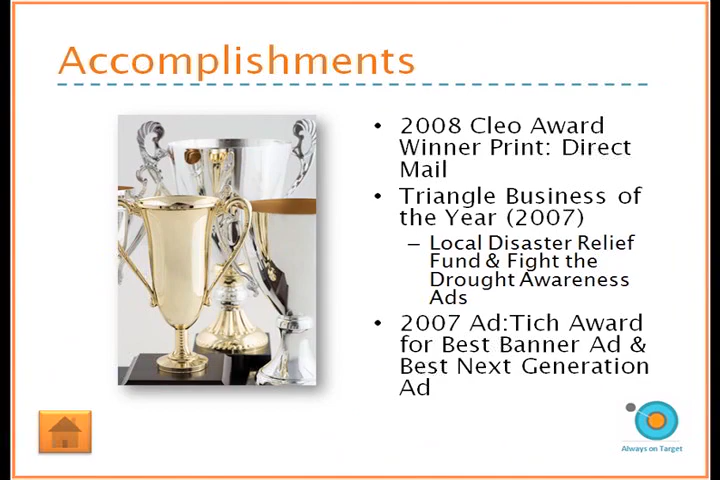 Accomplishments
• 2008 Cleo Award
Winner Print: Direct
Mail
• Triangle Business of
the Year (2007)
– Local Disaster Relief
Fund & Fight the
Drought Awareness
Ads
• 2007 Ad:Tich Award
for Best Banner Ad &
Best Next Generation
Ad
Always on Target